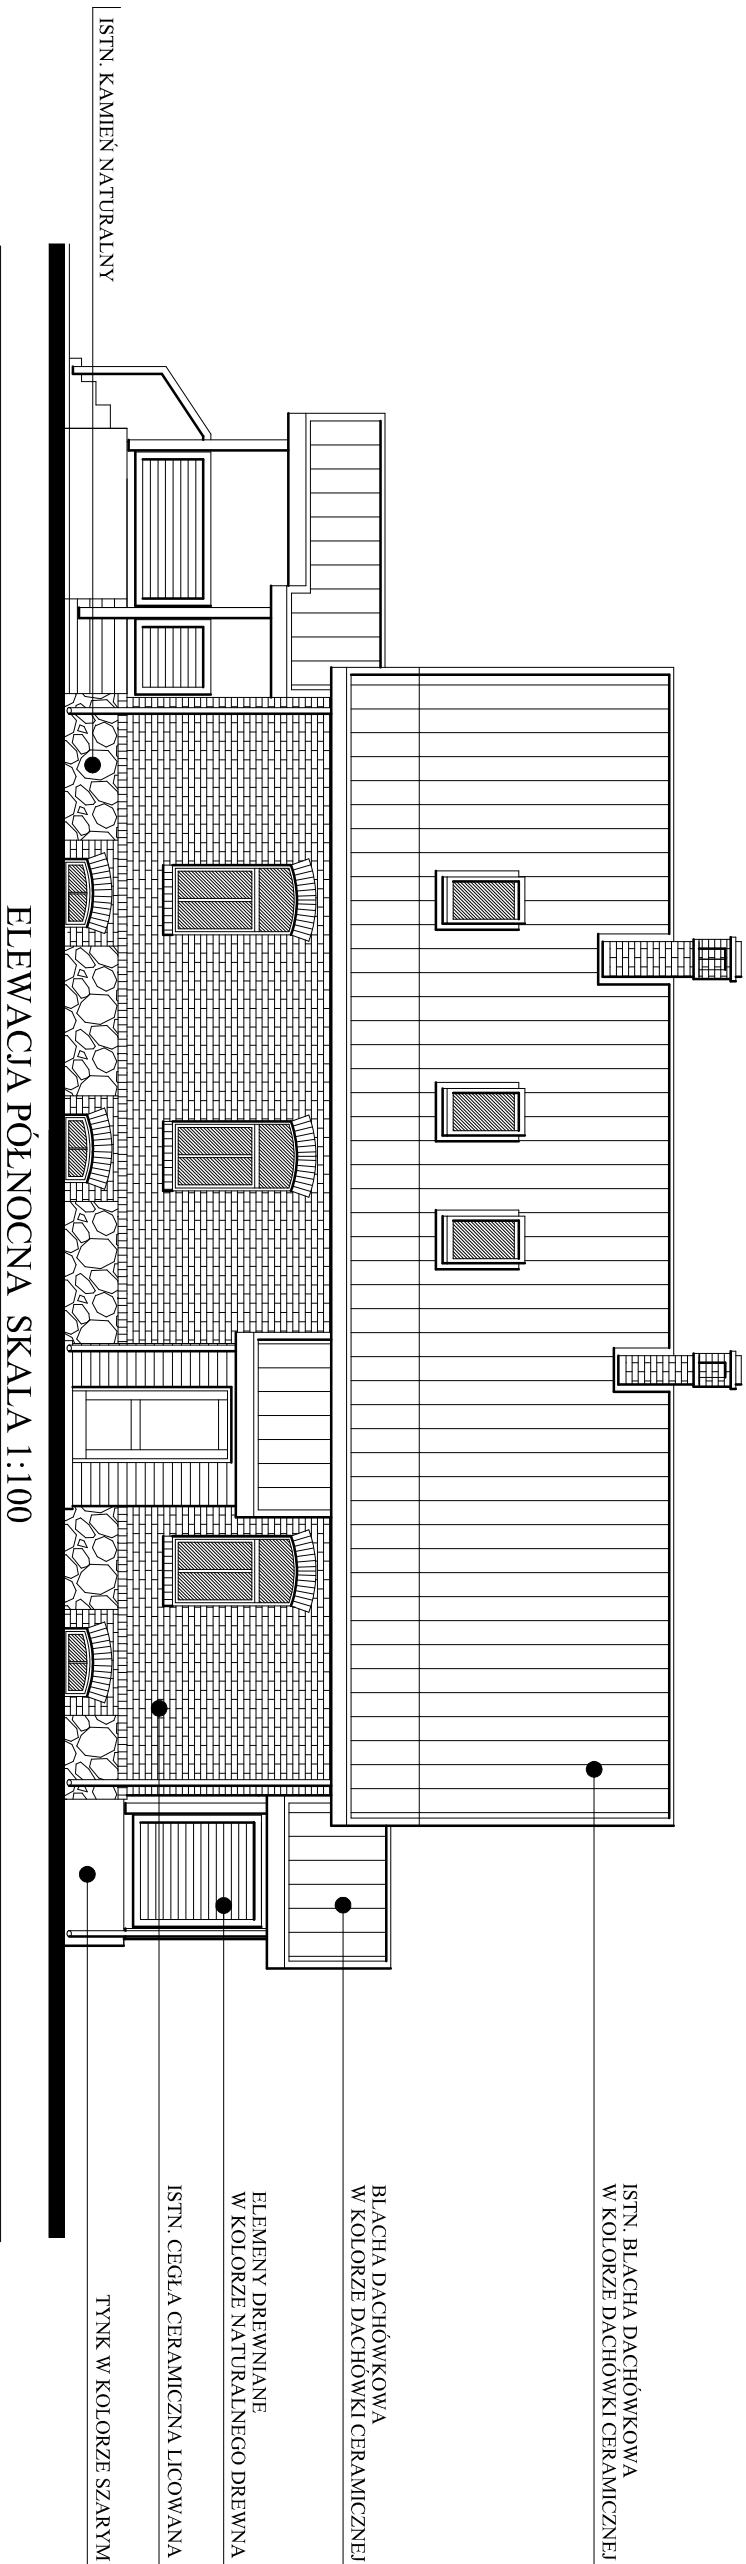 ISTN. KAMIEŃ NATURALNY
ISTN. BLACHA DACHÓWKOWA
W KOLORZE DACHÓWKI CERAMICZNEJ
BLACHA DACHÓWKOWA
W KOLORZE DACHÓWKI CERAMICZNEJ
ELEMENY DREWNIANE
W KOLORZE NATURALNEGO DREWNA
ISTN. CEGŁA CERAMICZNA LICOWANA
TYNK W KOLORZE SZARYM
ELEWACJA PÓŁNOCNA SKALA 1:100